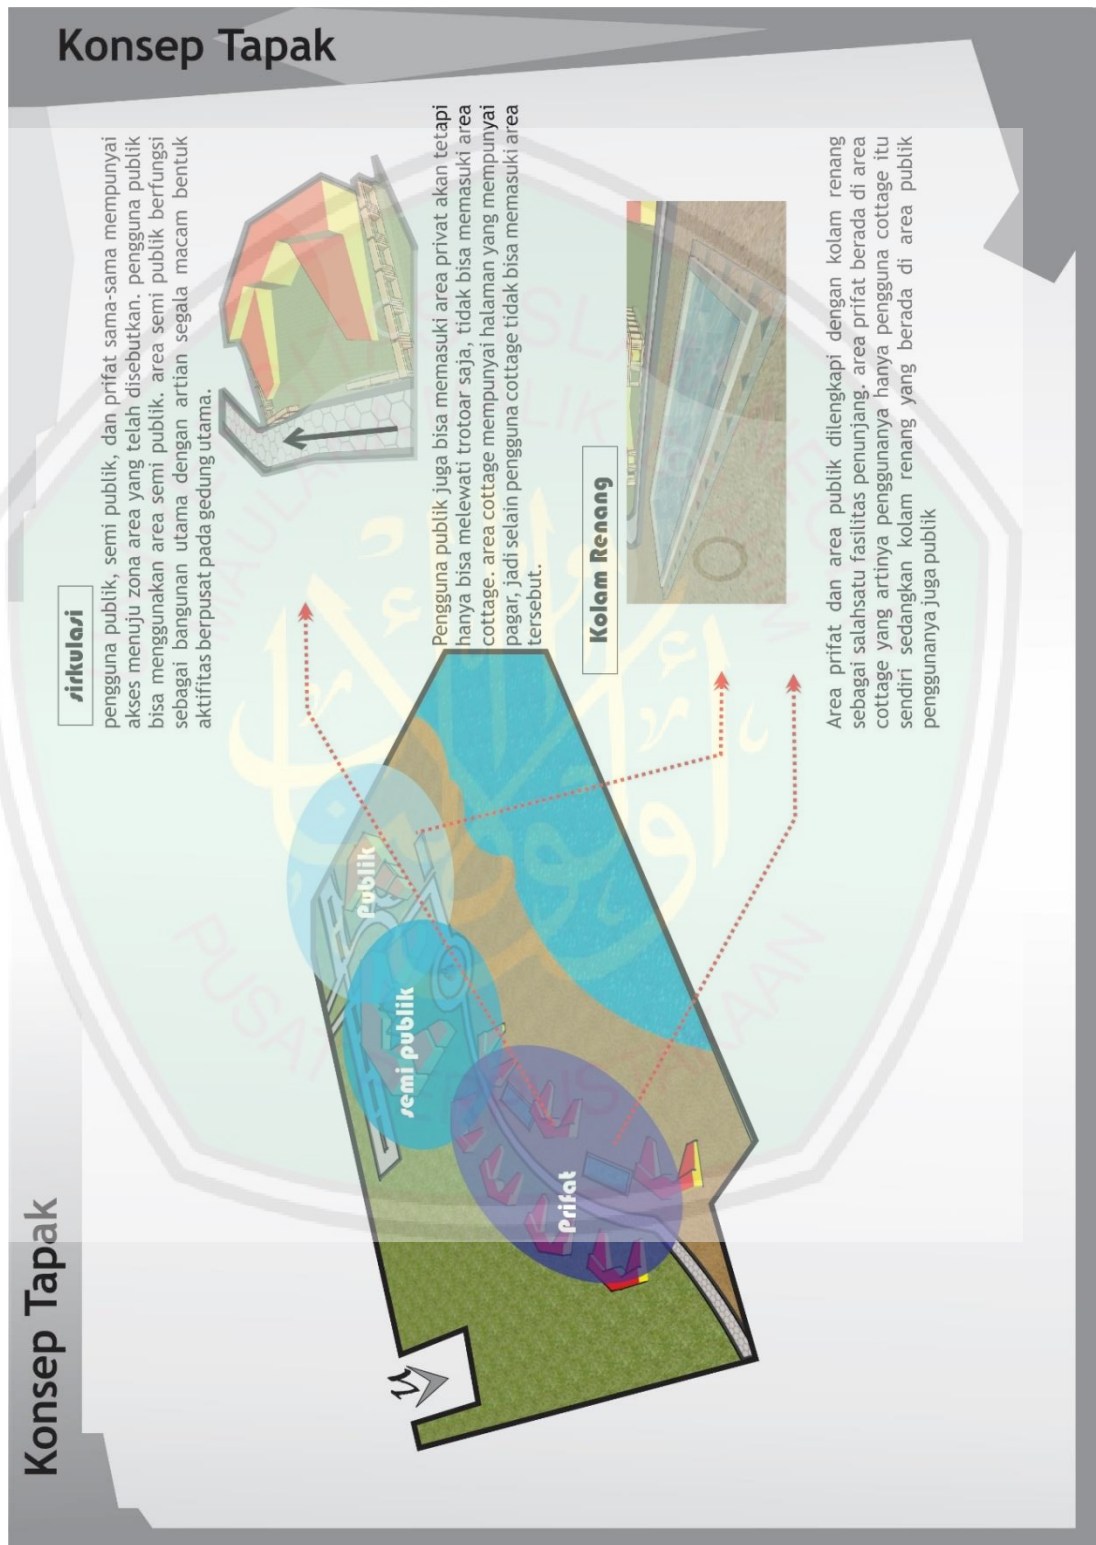 Konsep Tapak
Konsep Tapak
sirkulasi
pengguna publik, semi publik, dan prifat sama-sama mempunyai
akses menuju zona area yang telah disebutkan. pengguna publik
bisa menggunakan area semi publik. area semi publik berfungsi
sebagai bangunan utama dengan artian segala macam bentuk
aktifitas berpusat pada gedung utama.
Pengguna publik juga bisa memasuki area privat akan tetapi
hanya bisa melewati trotoar saja, tidak bisa memasuki area
cottage. area cottage mempunyai halaman yang mempunyai
pagar, jadi selain pengguna cottage tidak bisa memasuki area
tersebut.
Kolam Renang
Area prifat dan area publik dilengkapi dengan kolam renang
sebagai salahsatu fasilitas penunjang. area prifat berada di area
cottage yang artinya penggunanya hanya pengguna cottage itu
sendiri sedangkan kolam renang yang berada di area publik
penggunanya juga publik
Publik
semi publik
Prifat
U
PUSAT PERPUSTAKAAN